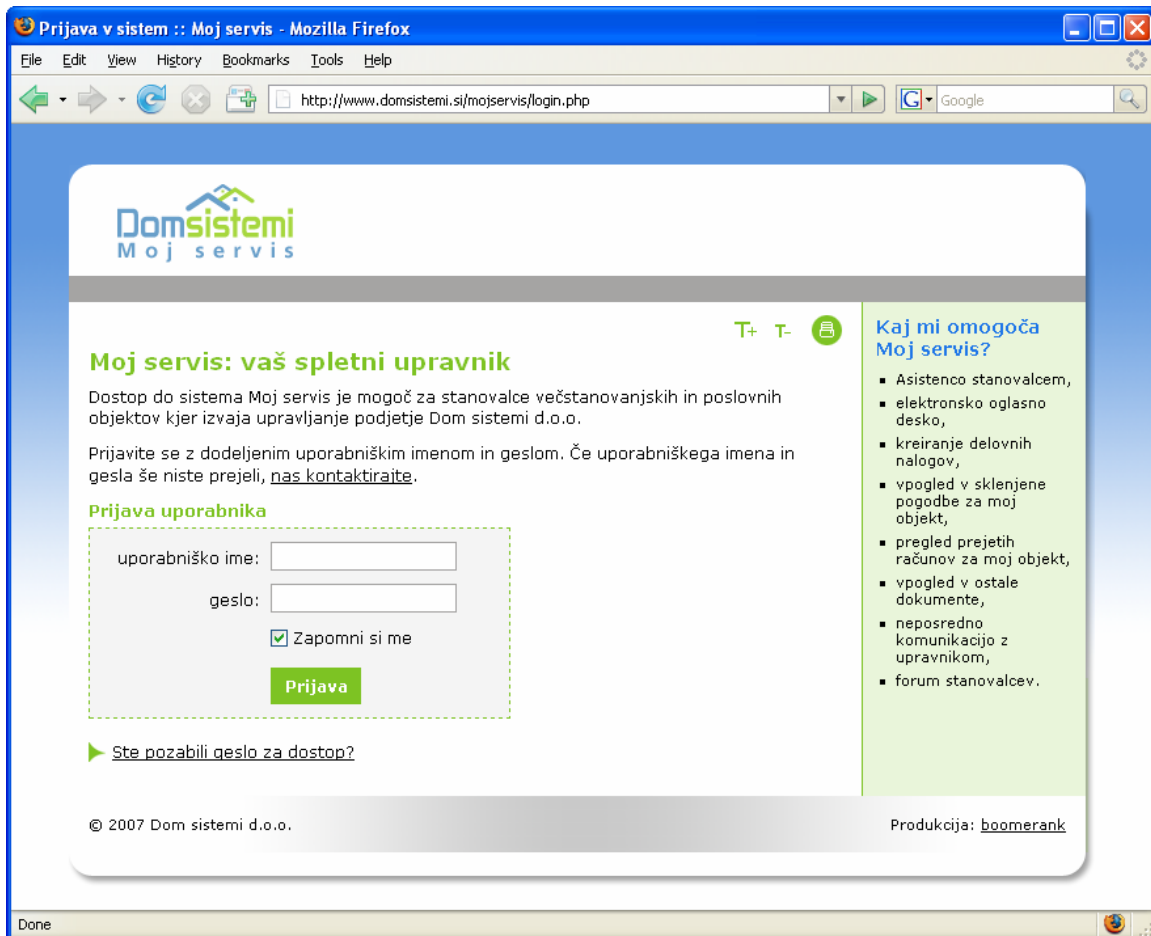 Prijava v sistem :: Moj servis - Mozilla Firefox
File Edit View History Bookmarks Tools Help
http://www.domsistemi.si/mojservis/login.php
G Google
Domsistemi
Moj servis
T+ T-
Moj servis: vaš spletni upravnik
Dostop do sistema Moj servis je mogoč za stanovalce večstanovanjskih in poslovnih
objektov kjer izvaja upravljanje podjetje Dom sistemi d.o.o.
Prijavite se z dodeljenim uporabniškim imenom in geslom. Če uporabniškega imena in
gesla še niste prejeli, nas kontaktirajte.
Prijava uporabnika
uporabniško ime:
geslo:
Zapomni si me
Prijava
Ste pozabili geslo za dostop?
Kaj mi omogoča
Moj servis?
Asistenco stanovalcem,
elektronsko oglasno
desko,
kreiranje delovnih
nalogov,
vpogled v sklenjene
pogodbe za moj
objekt,
pregled prejetih
računov za moj objekt,
vpogled v ostale
dokumente,
neposredno
komunikacijo z
upravnikom,
forum stanovalcev.
© 2007 Dom sistemi d.o.o.
Produkcija: boomerank
Done